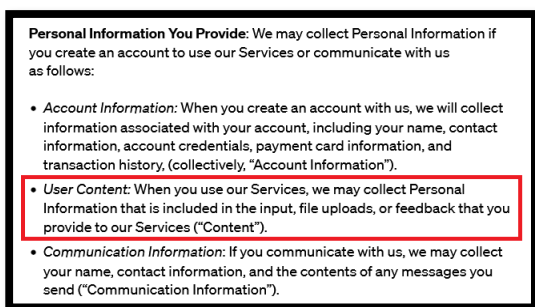 Personal Information You Provide: We may collect Personal Information if
you create an account to use our Services or communicate with us
as follows:
• Account Information: When you create an account with us, we will collect
information associated with your account, including your name, contact
information, account credentials, payment card information, and
transaction history, (collectively, “Account Information”).
• User Content: When you use our Services, we may collect Personal
Information that is included in the input, file uploads, or feedback that you
provide to our Services (“Content”).
• Communication Information: If you communicate with us, we may collect
your name, contact information, and the contents of any messages you
send (“Communication Information”).